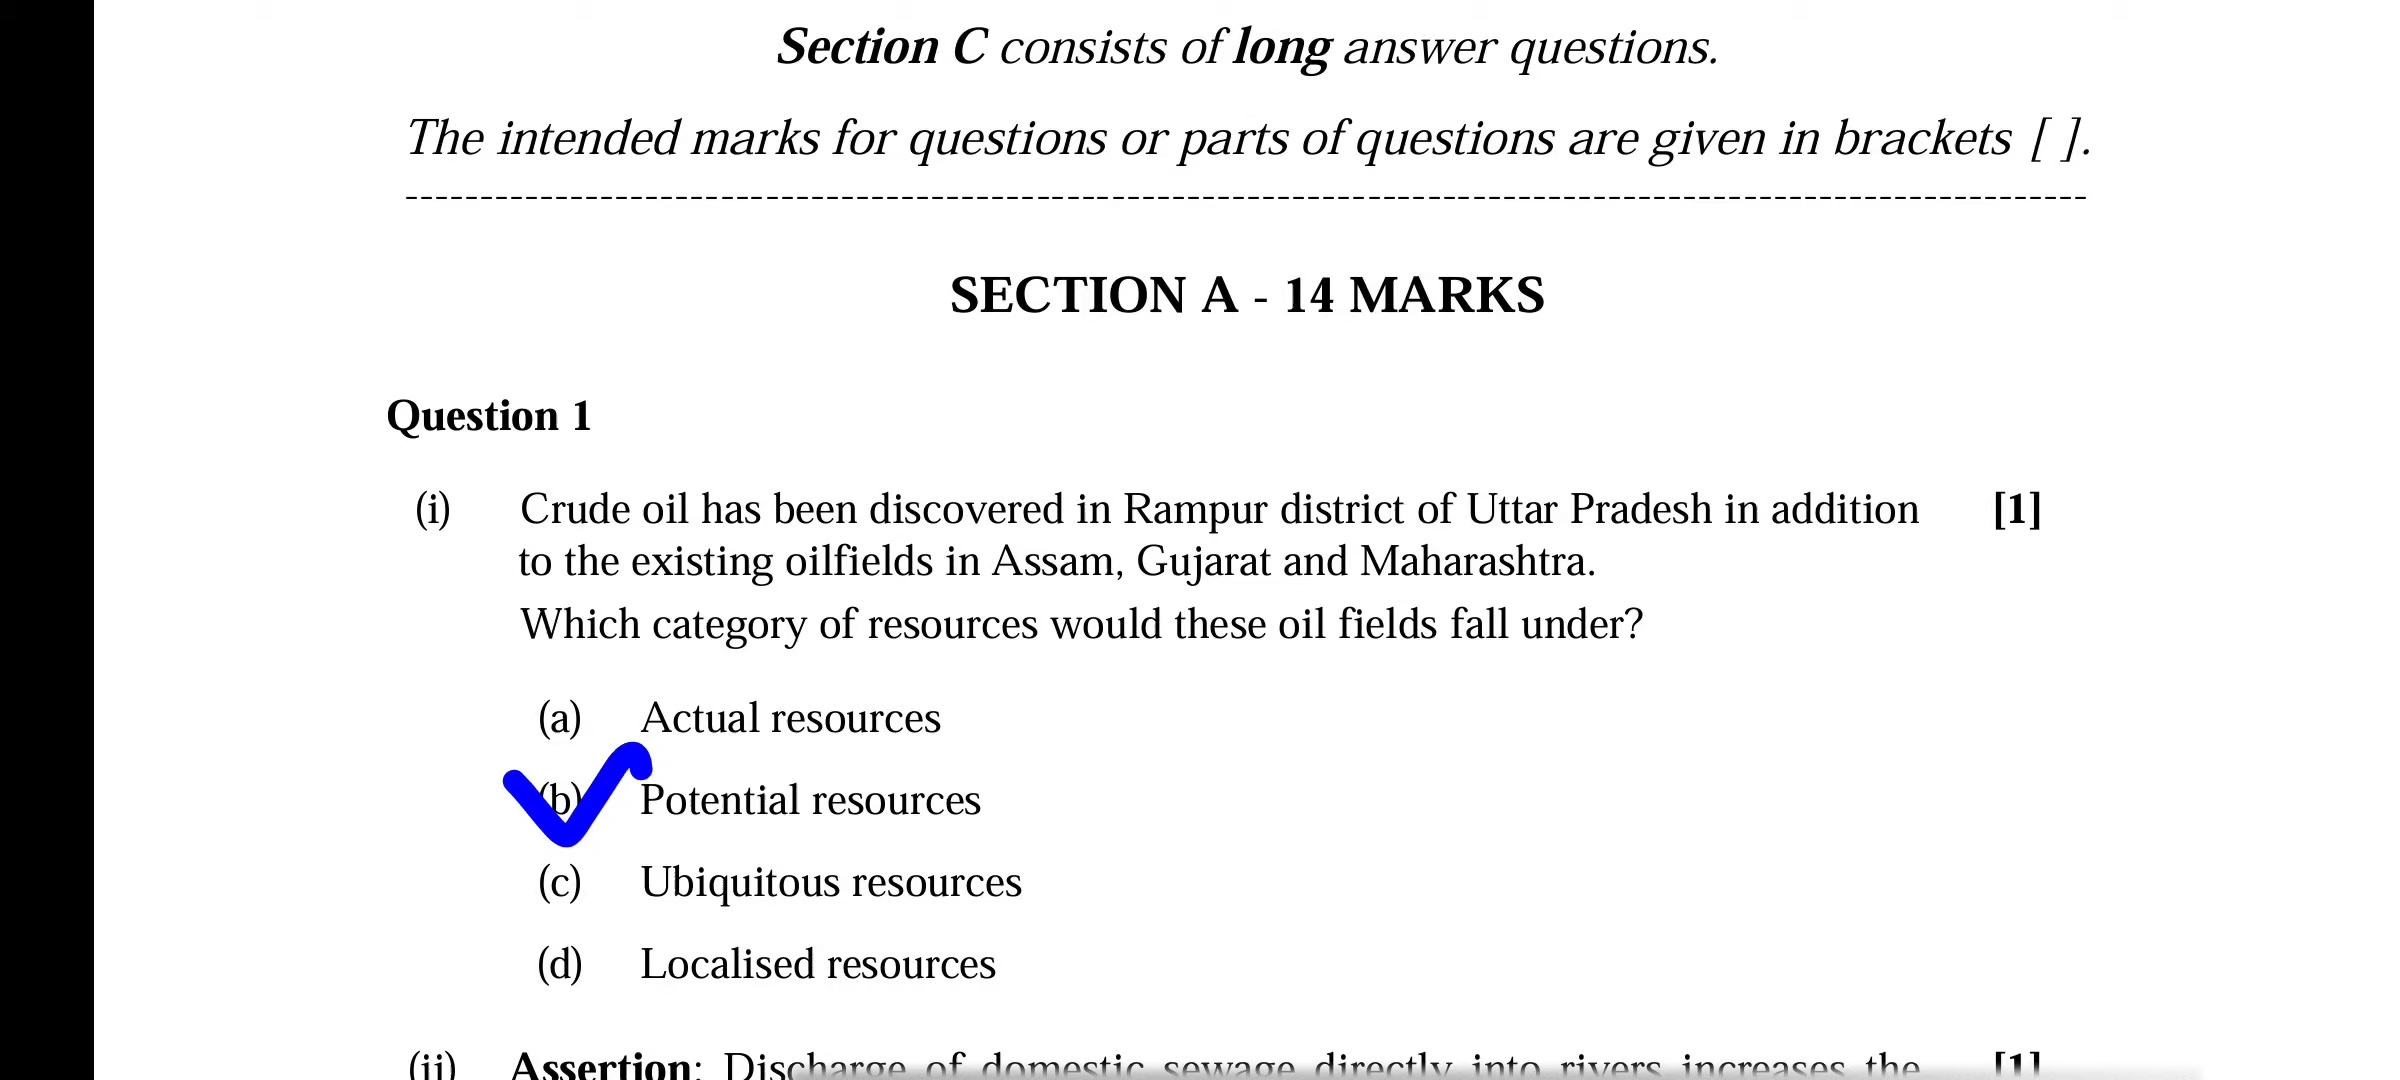 Section C consists of long answer questions.
The intended marks for questions or parts of questions are given in brackets [ ].
SECTION A - 14 MARKS
Question 1
(i) Crude oil has been discovered in Rampur district of Uttar Pradesh in addition [1]
to the existing oilfields in Assam, Gujarat and Maharashtra.
Which category of resources would these oil fields fall under?
(a) Actual resources
(b) Potential resources
(c) Ubiquitous resources
(d) Localised resources
(ii) Assertion: Discharge of domestic sewage directly into rivers increases the [1]